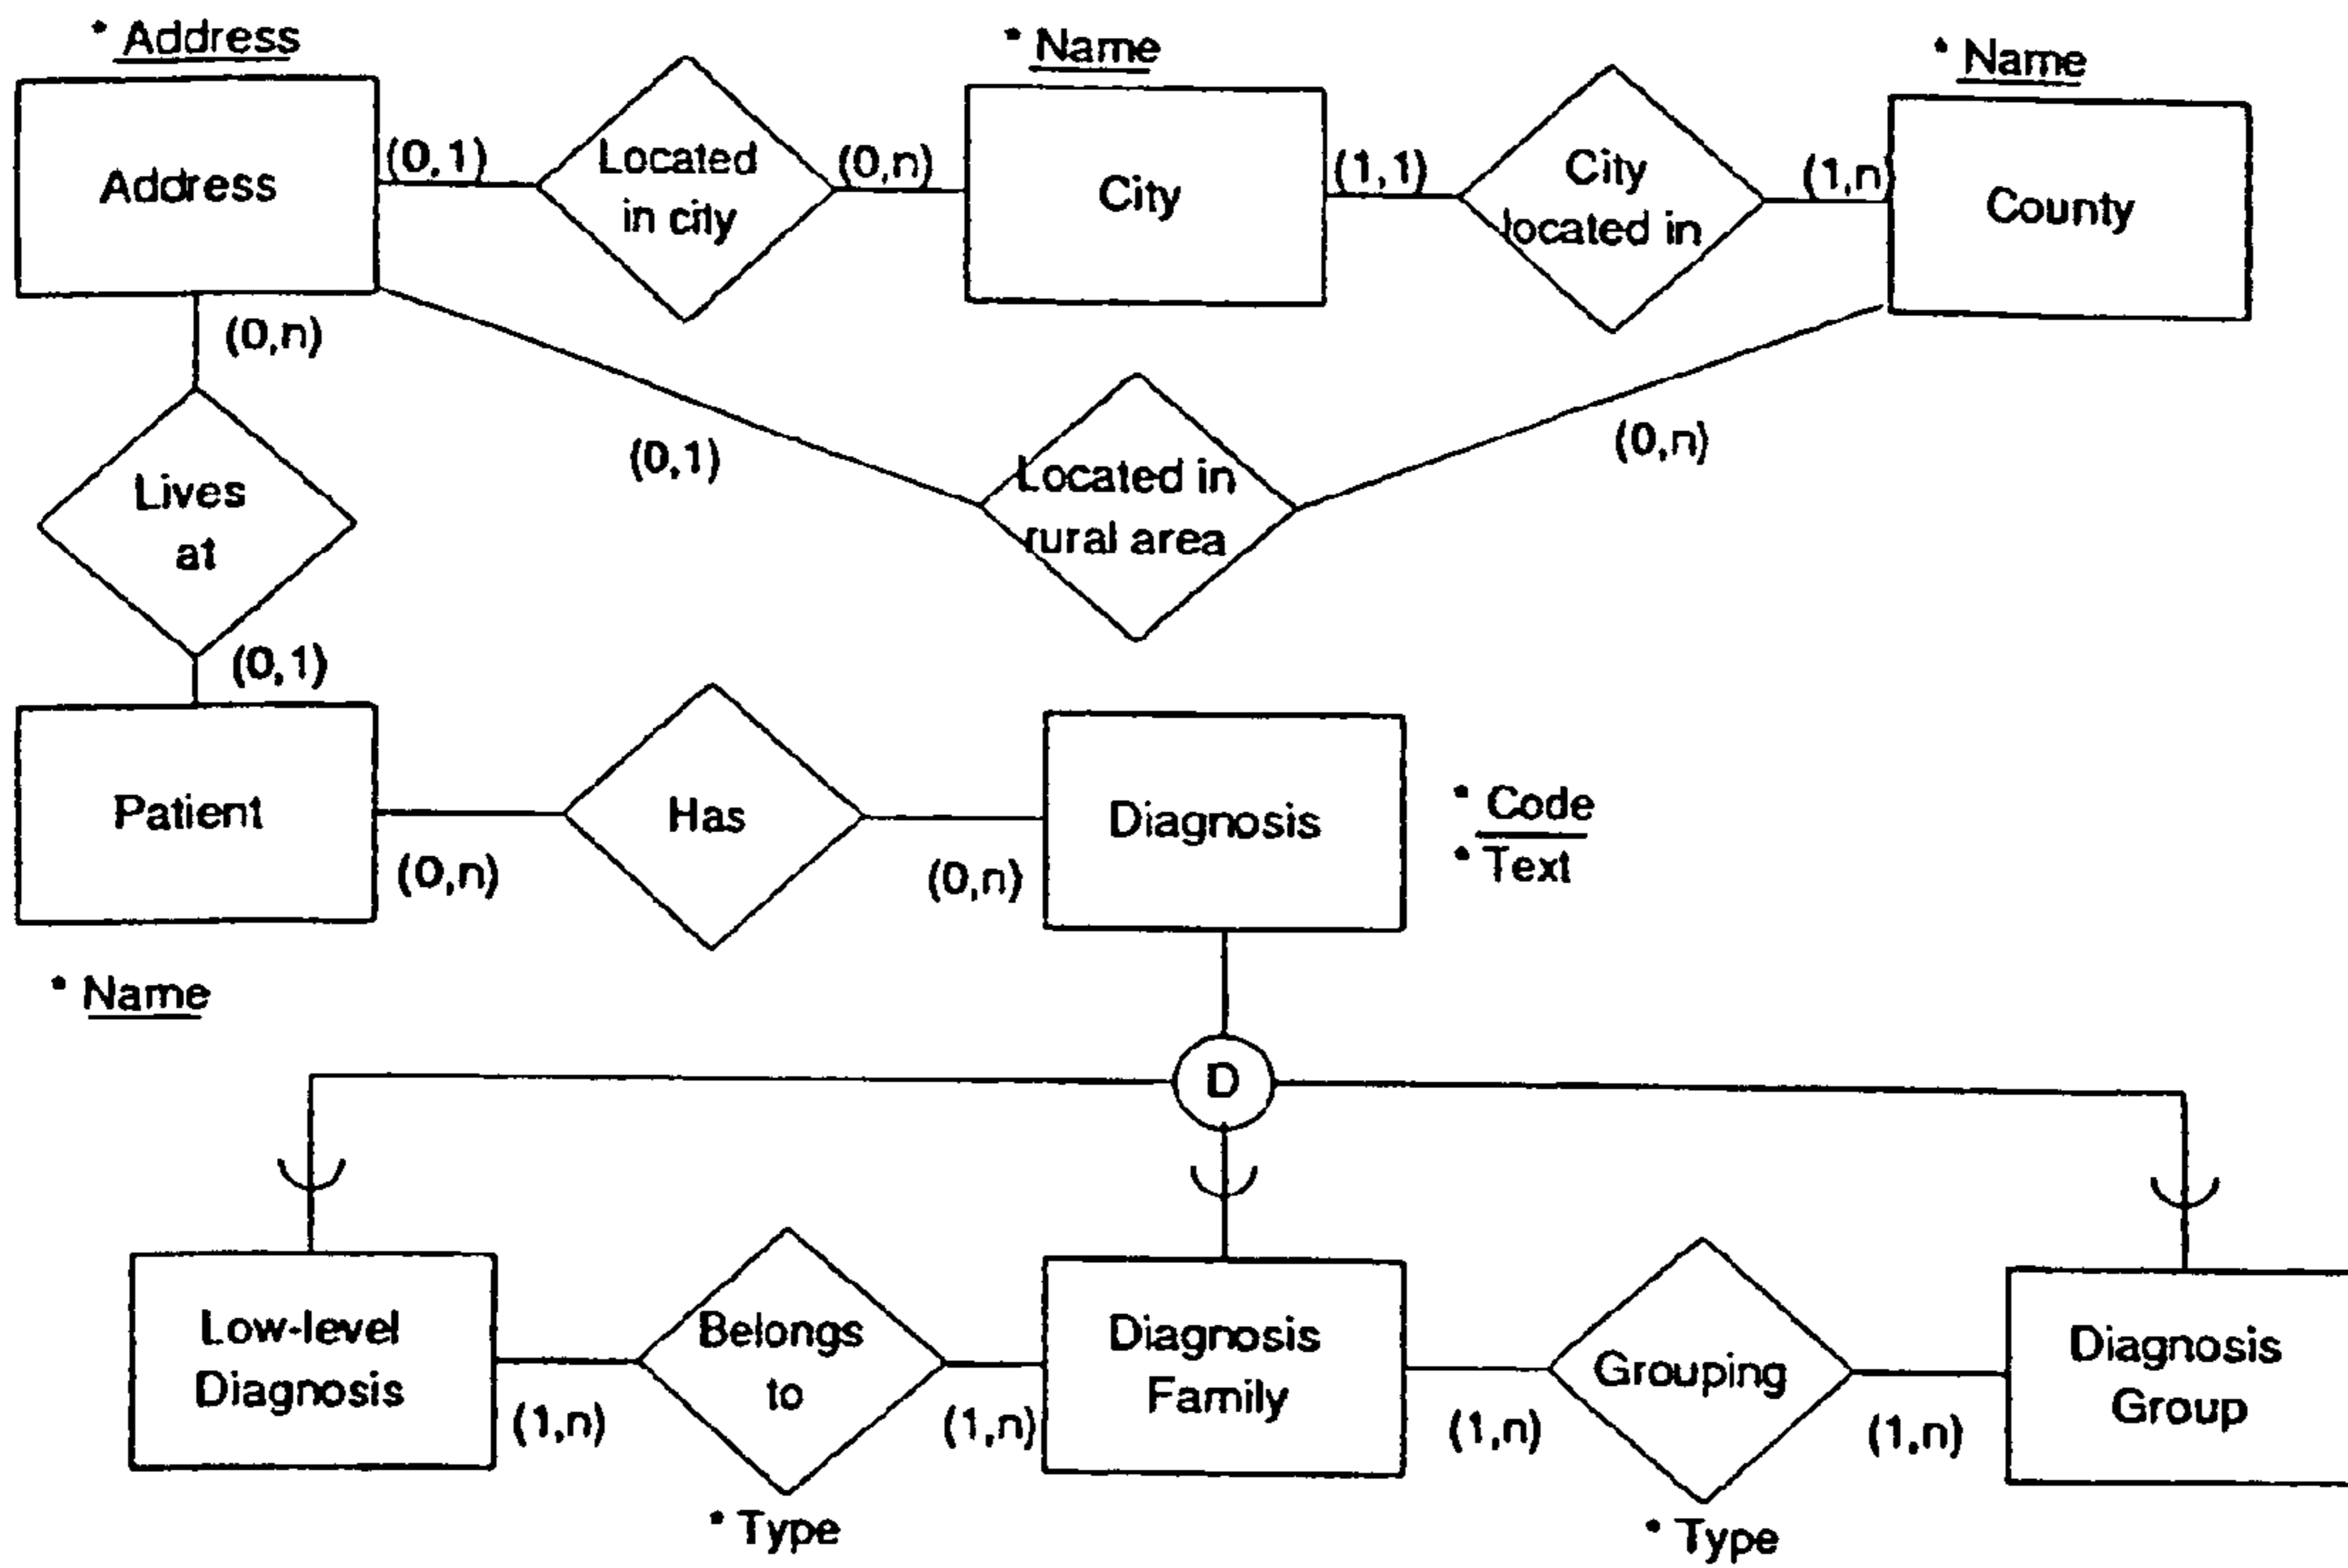 * Address
* Name
* Name
Address
(0,1)
Located
in city
(0,n)
City
(1,1)
City
located in
(1,n)
County
(0,n)
(0,1)
Located in
rural area
(0,n)
Lives
at
(0,1)
Patient
(0,n)
Has
(0,n)
Diagnosis
* Code
* Text
* Name
D
Low-level
Diagnosis
(1,n)
Belongs
to
(1,n)
Diagnosis
Family
(1,n)
Grouping
(1,n)
Diagnosis
Group
* Type
* Type